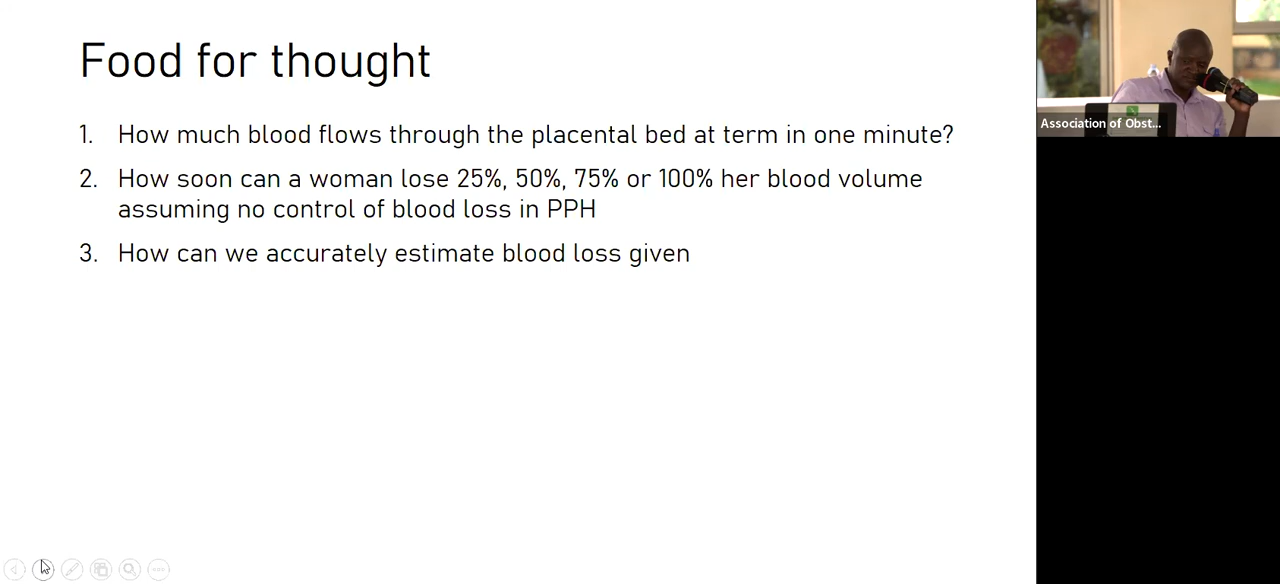 Food for thought
1. How much blood flows through the placental bed at term in one minute?
2. How soon can a woman lose 25%, 50%, 75% or 100% her blood volume
assuming no control of blood loss in PPH
3. How can we accurately estimate blood loss given
Association of Obst...